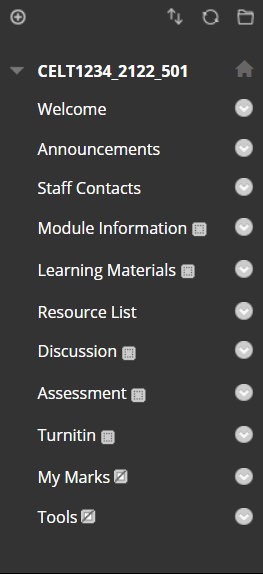 CELT1234_2122_501
Welcome
Announcements
Staff Contacts
Module Information
Learning Materials
Resource List
Discussion
Assessment
Turnitin
My Marks
Tools